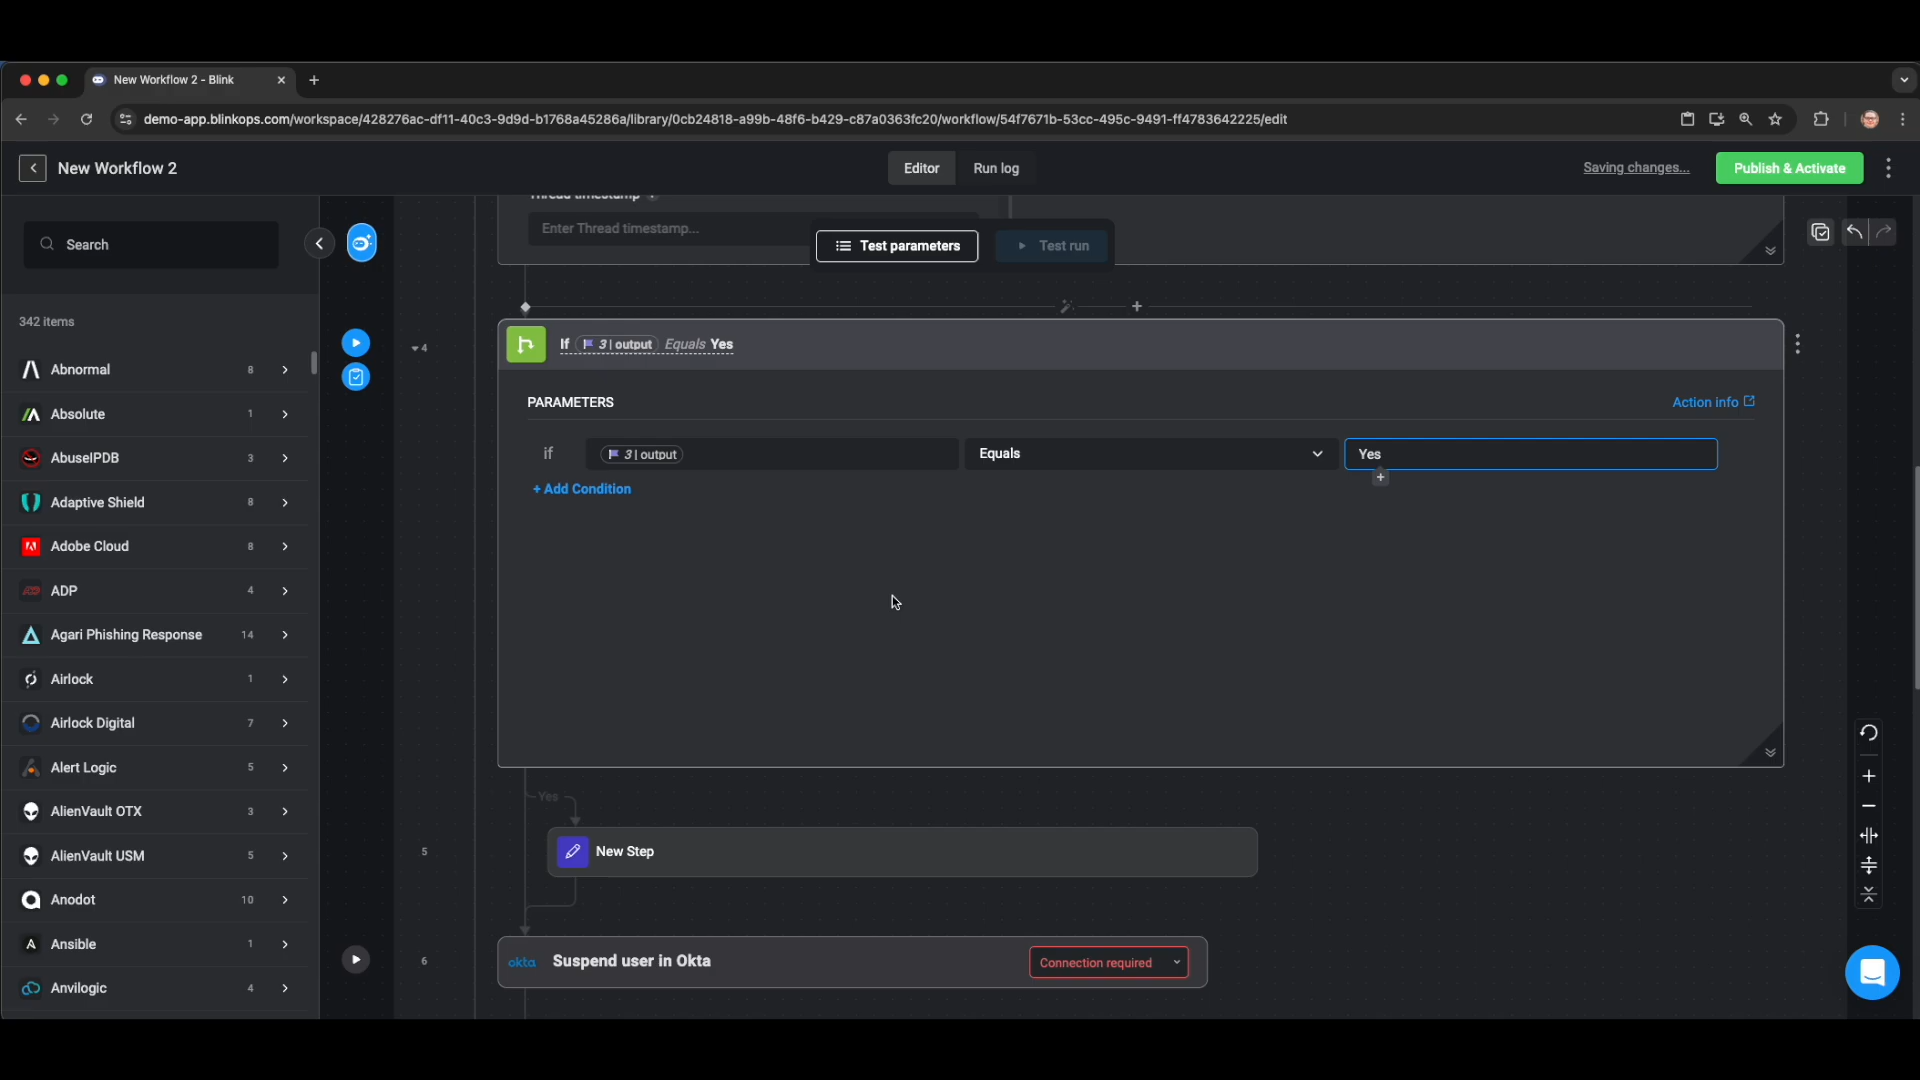 New Workflow 2 - Blink
demo-app.blinkops.com/workspace/428276ac-df11-40c3-9d9d-b1768a45286a/library/0cb24818-a99b-48f6-b429-c87a0363fc20/workflow/54f7671b-53cc-495c-9491-ff4783642225/edit
New Workflow 2
Editor
Run log
Saving changes...
Publish & Activate
Search
342 items
Abnormal 8
Absolute 1
AbuseIPDB 3
Adaptive Shield 8
Adobe Cloud 8
ADP 4
Agari Phishing Response 14
Airlock 1
Airlock Digital 7
Alert Logic 5
AlienVault OTX 3
AlienVault USM 5
Anodot 10
Ansible 1
Anvilogic 4
Thread timestamp
Enter Thread timestamp...
Test parameters
Test run
4
If 3 | output Equals Yes
PARAMETERS
Action info
if 3 | output Equals Yes
+ Add Condition
Yes
5
New Step
6
okta Suspend user in Okta
Connection required